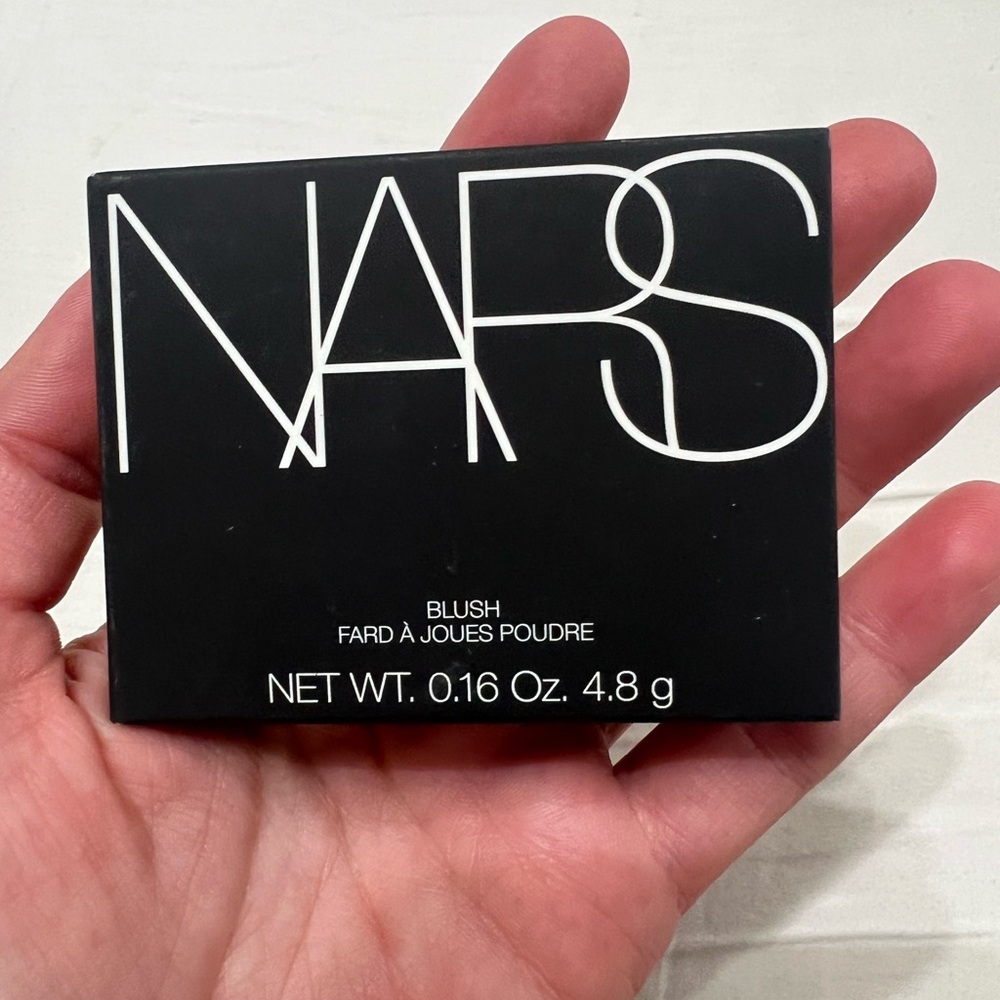 NARS
BLUSH
FARD À JOUES POUDRE
NET WT. 0.16 Oz. 4.8 g